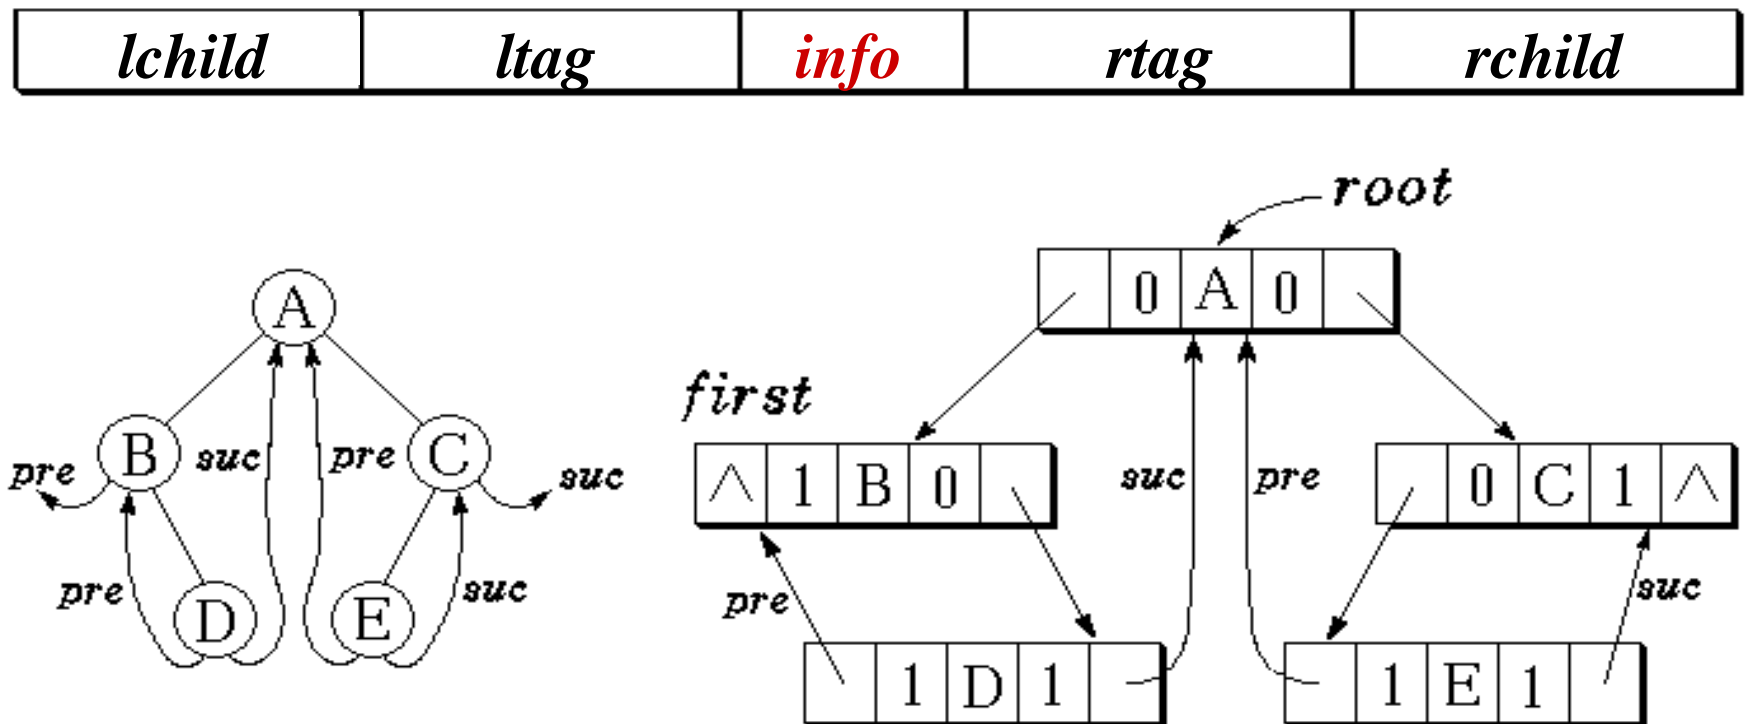 lchild ltag info rtag rchild
root
0 A 0
A
first
B suc pre C
pre suc
^ 1 B 0
suc pre
0 C 1 ^
pre D E suc
pre suc
1 D 1
1 E 1